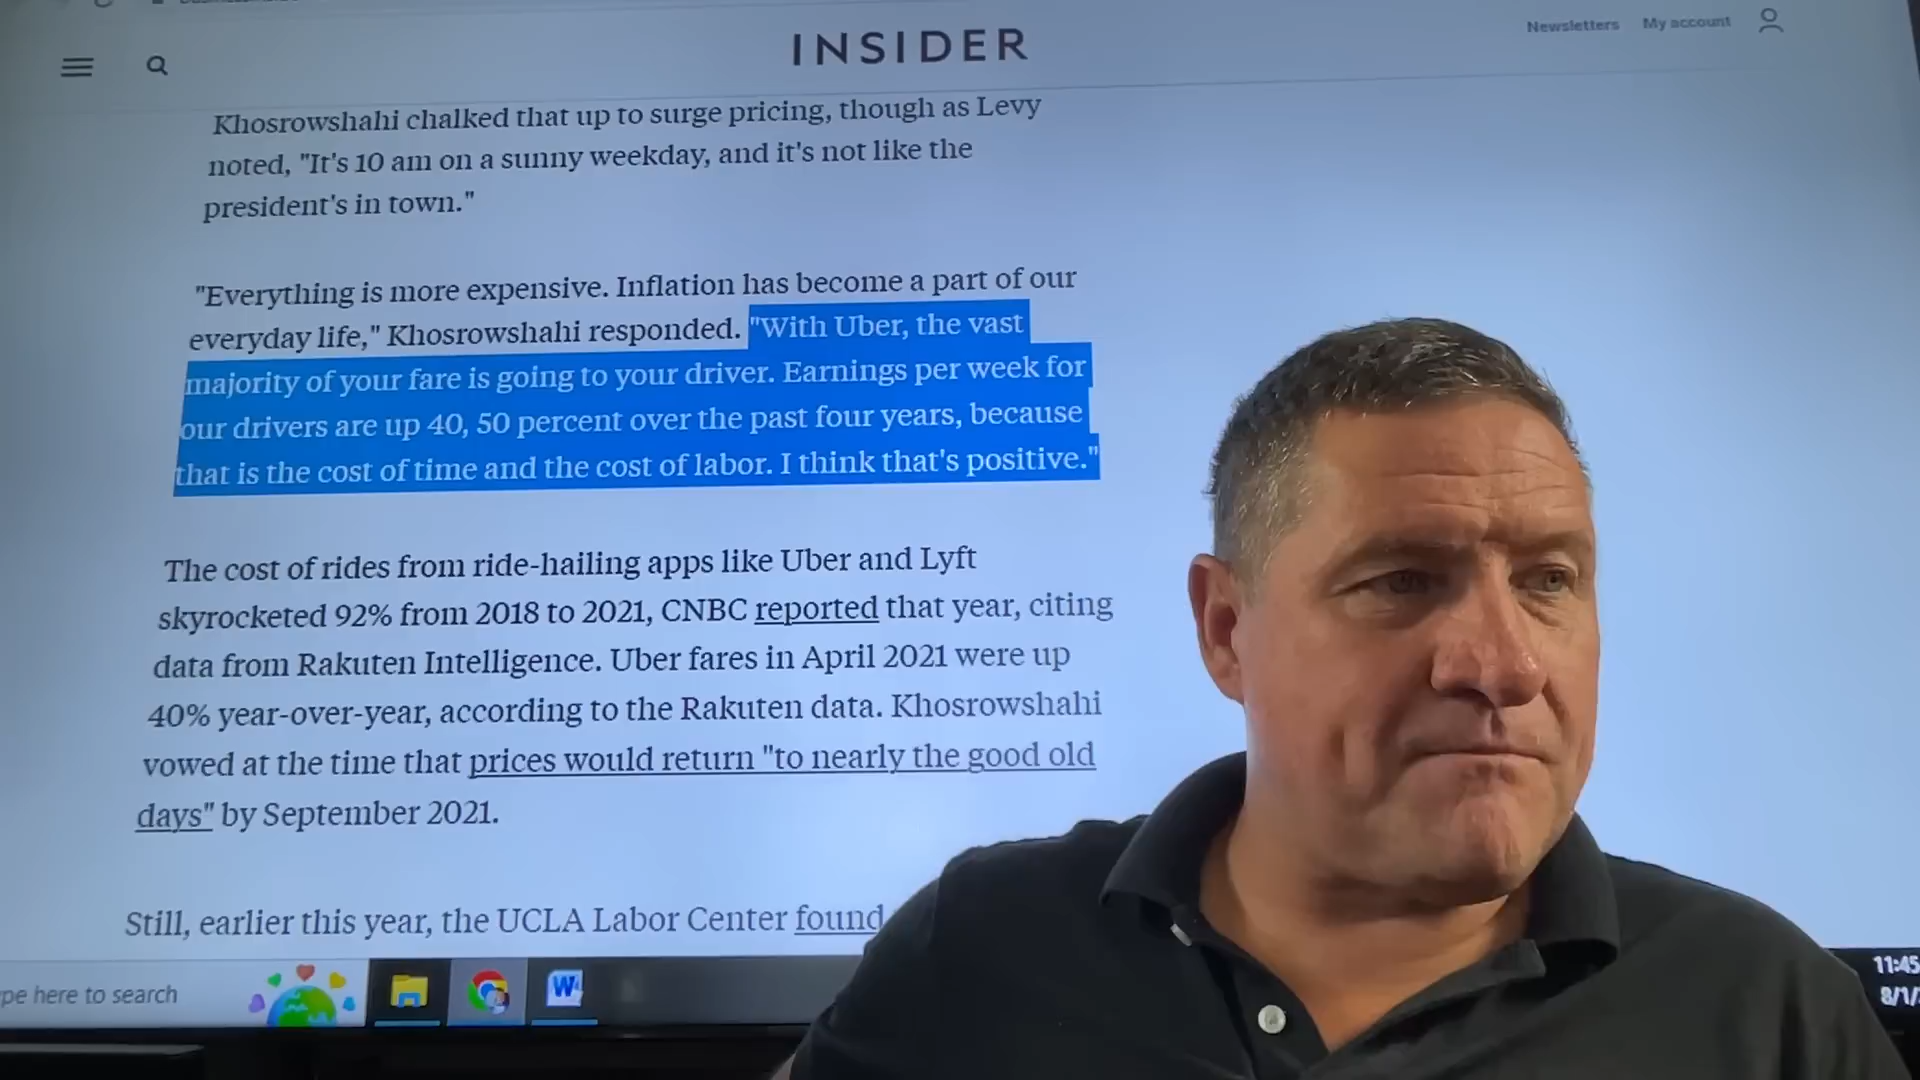 INSIDER
Newsletters My account
Khosrowshahi chalked that up to surge pricing, though as Levy
noted, "It's 10 am on a sunny weekday, and it's not like the
president's in town."
"Everything is more expensive. Inflation has become a part of our
everyday life," Khosrowshahi responded. "With Uber, the vast
majority of your fare is going to your driver. Earnings per week for
our drivers are up 40, 50 percent over the past four years, because
that is the cost of time and the cost of labor. I think that's positive."
The cost of rides from ride-hailing apps like Uber and Lyft
skyrocketed 92% from 2018 to 2021, CNBC reported that year, citing
data from Rakuten Intelligence. Uber fares in April 2021 were up
40% year-over-year, according to the Rakuten data. Khosrowshahi
vowed at the time that prices would return "to nearly the good old
days" by September 2021.
Still, earlier this year, the UCLA Labor Center found
pe here to search
W
11:45
8/1/